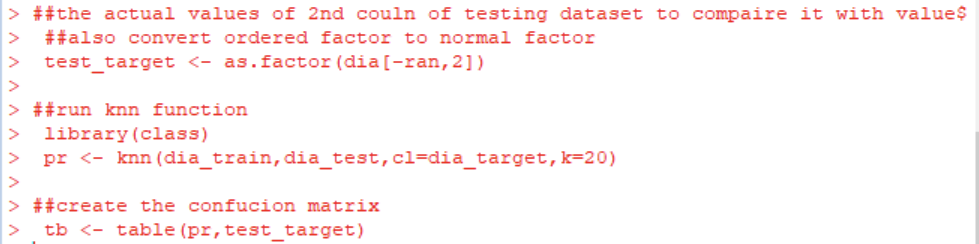 > ##the actual values of 2nd couln of testing dataset to compaire it with value$
>  ##also convert ordered factor to normal factor
>  test_target <- as.factor(dia[-ran,2])
>
> ##run knn function
>  library(class)
>  pr <- knn(dia_train,dia_test,cl=dia_target,k=20)
>
> ##create the confucion matrix
>  tb <- table(pr,test_target)